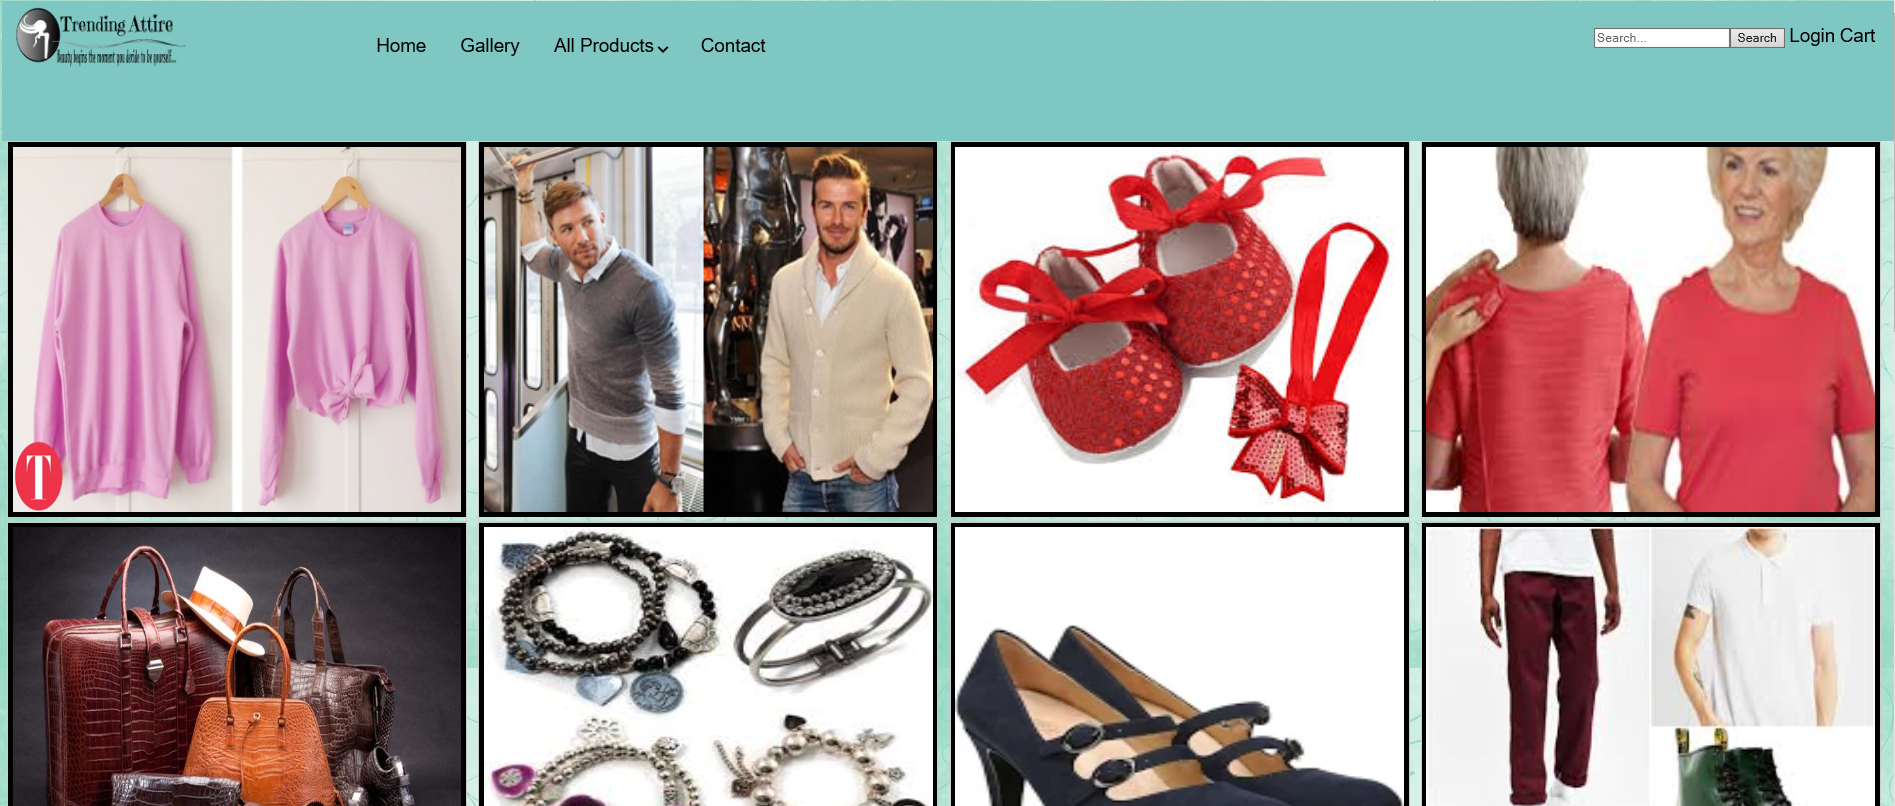 Trending Attire
Beauty begins the moment you decide to be yourself...
Home
Gallery
All Products
Contact
Search...
Search
Login Cart
T